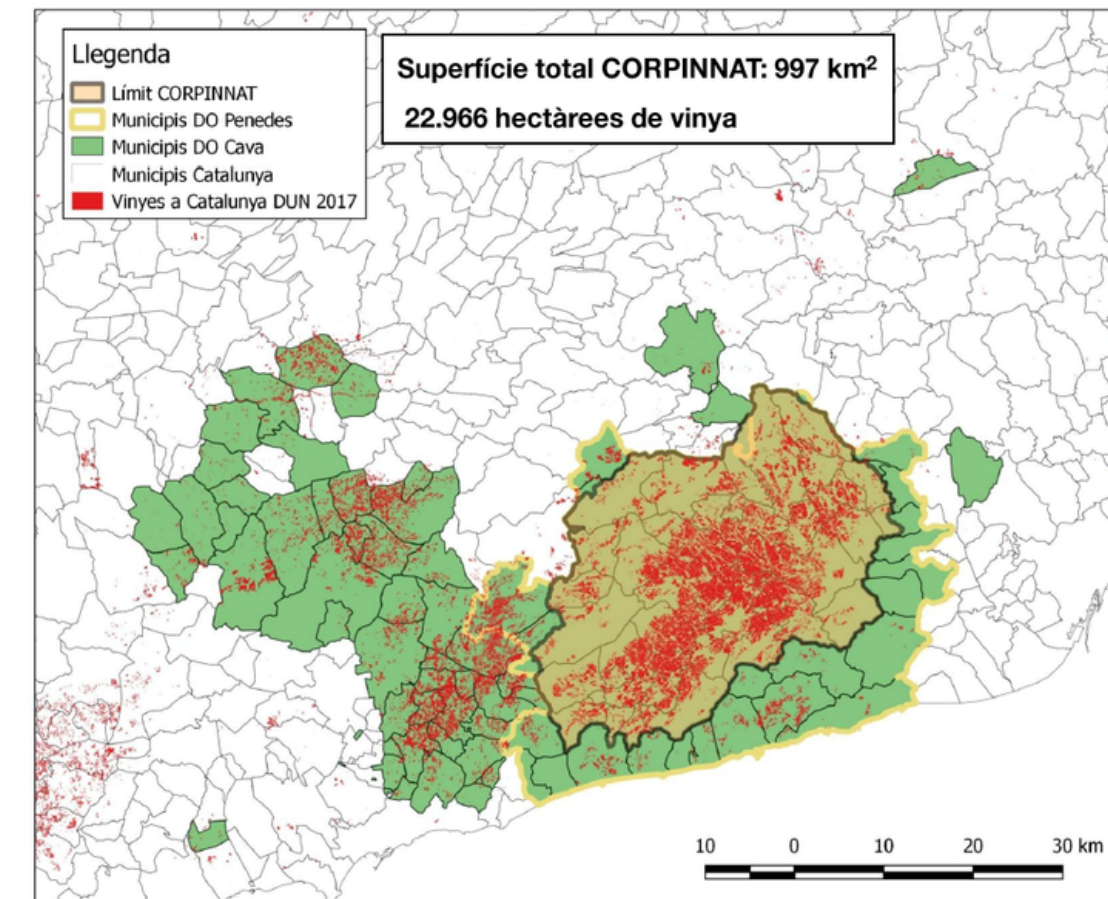 Llegenda
Límit CORPINNAT
Municipis DO Penedes
Municipis DO Cava
Municipis Catalunya
Vinyes a Catalunya DUN 2017
Superfície total CORPINNAT: 997 km²
22.966 hectàrees de vinya
10 0 10 20 30 km